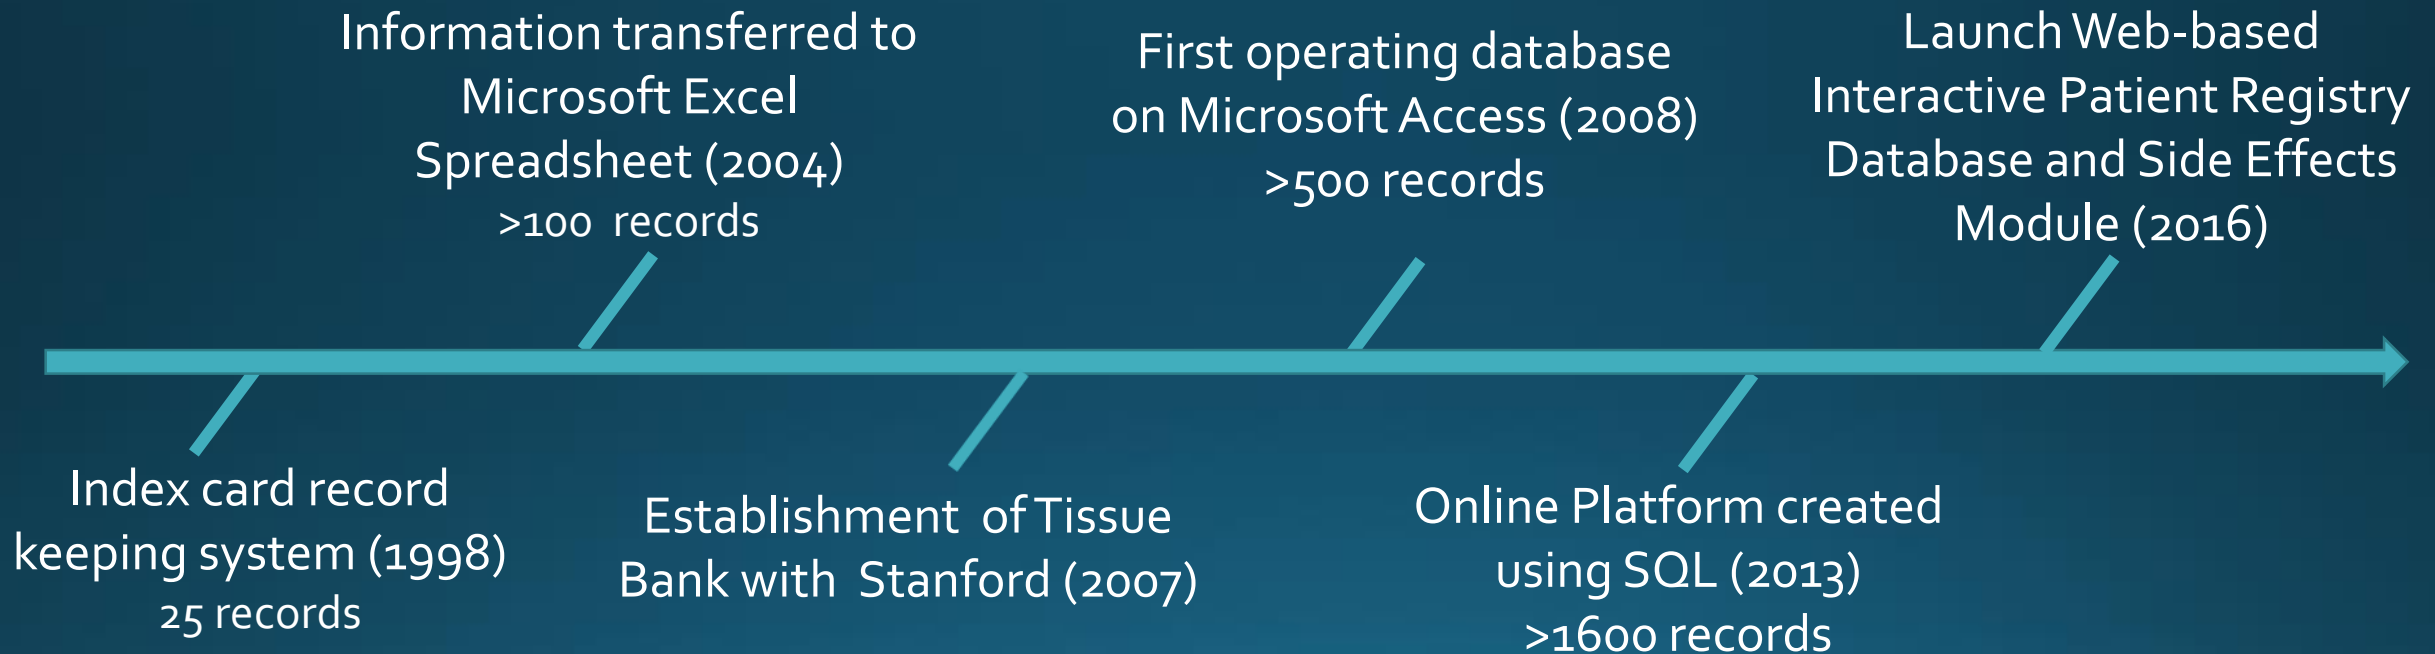 Information transferred to
Microsoft Excel
Spreadsheet (2004)
>100 records
First operating database
on Microsoft Access (2008)
>500 records
Launch Web-based
Interactive Patient Registry
Database and Side Effects
Module (2016)
Index card record
keeping system (1998)
25 records
Establishment of Tissue
Bank with Stanford (2007)
Online Platform created
using SQL (2013)
>1600 records